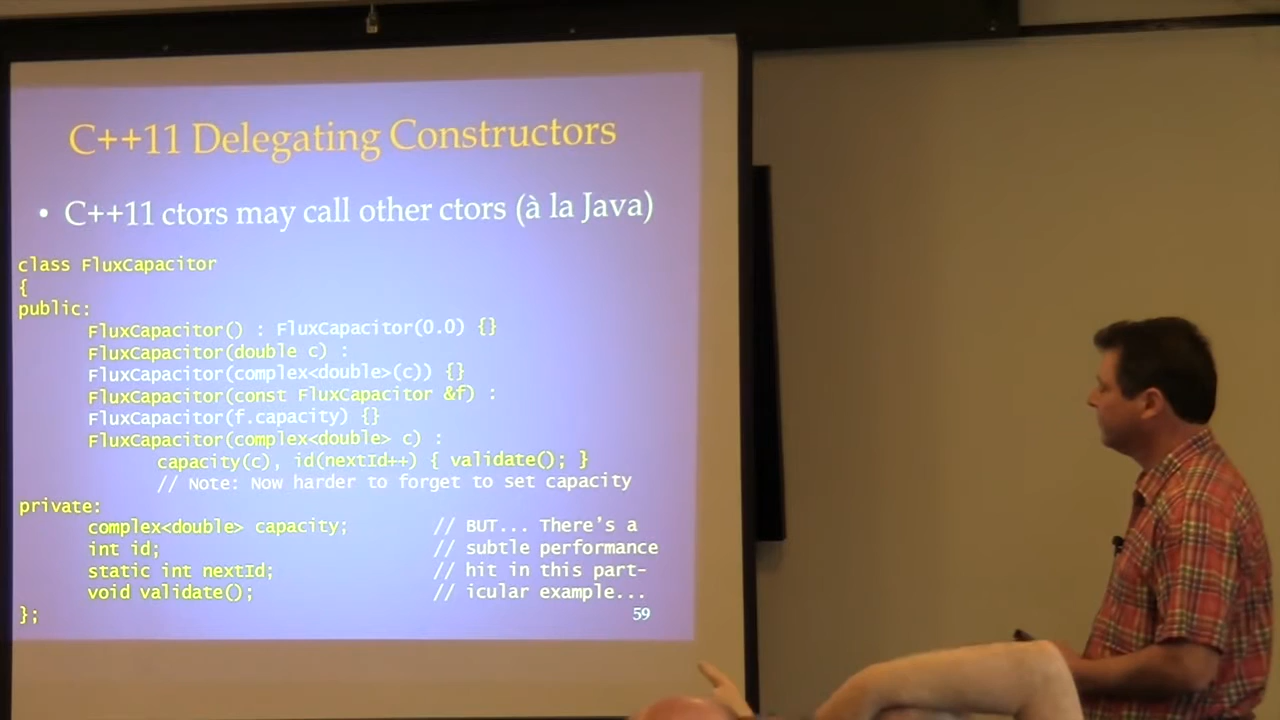 C++11 Delegating Constructors
• C++11 ctors may call other ctors (à la Java)
class FluxCapacitor
{
public:
FluxCapacitor() : FluxCapacitor(0.0) {}
FluxCapacitor(double c) :
FluxCapacitor(complex<double>(c)) {}
FluxCapacitor(const FluxCapacitor &f) :
FluxCapacitor(f.capacity) {}
FluxCapacitor(complex<double> c) :
capacity(c), id(nextId++) { validate(); }
// Note: Now harder to forget to set capacity
private:
complex<double> capacity; // BUT... There's a
int id; // subtle performance
static int nextId; // hit in this part-
void validate(); // icular example...
};
59